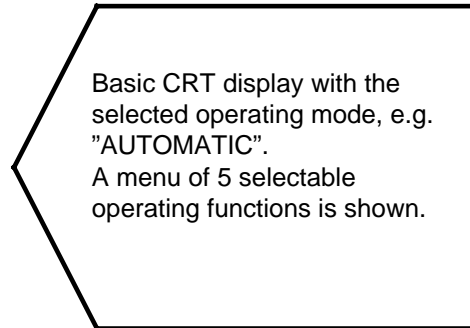 Basic CRT display with the
selected operating mode, e.g.
”AUTOMATIC”.
A menu of 5 selectable
operating functions is shown.